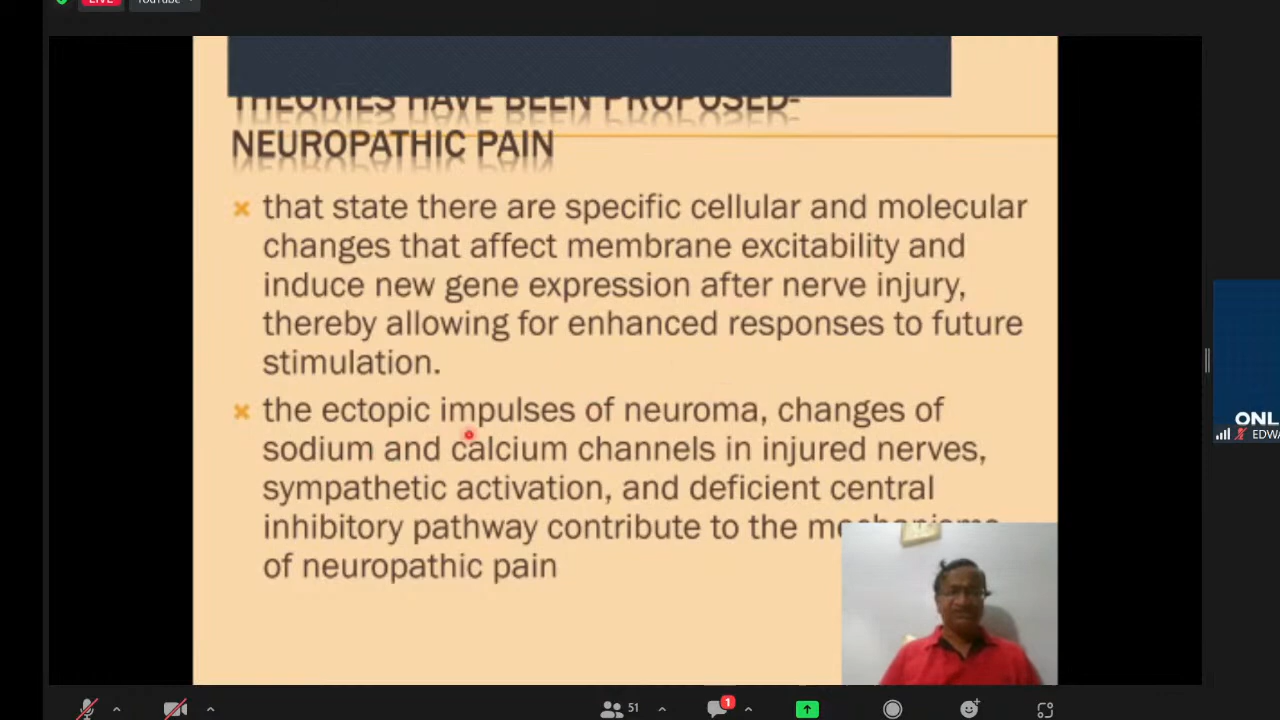 LIVE
YouTube
THEORIES HAVE BEEN PROPOSED-
NEUROPATHIC PAIN
that state there are specific cellular and molecular
changes that affect membrane excitability and
induce new gene expression after nerve injury,
thereby allowing for enhanced responses to future
stimulation.
the ectopic impulses of neuroma, changes of
sodium and calcium channels in injured nerves,
sympathetic activation, and deficient central
inhibitory pathway contribute to the mechanisms
of neuropathic pain
ONL
EDWA
51
1